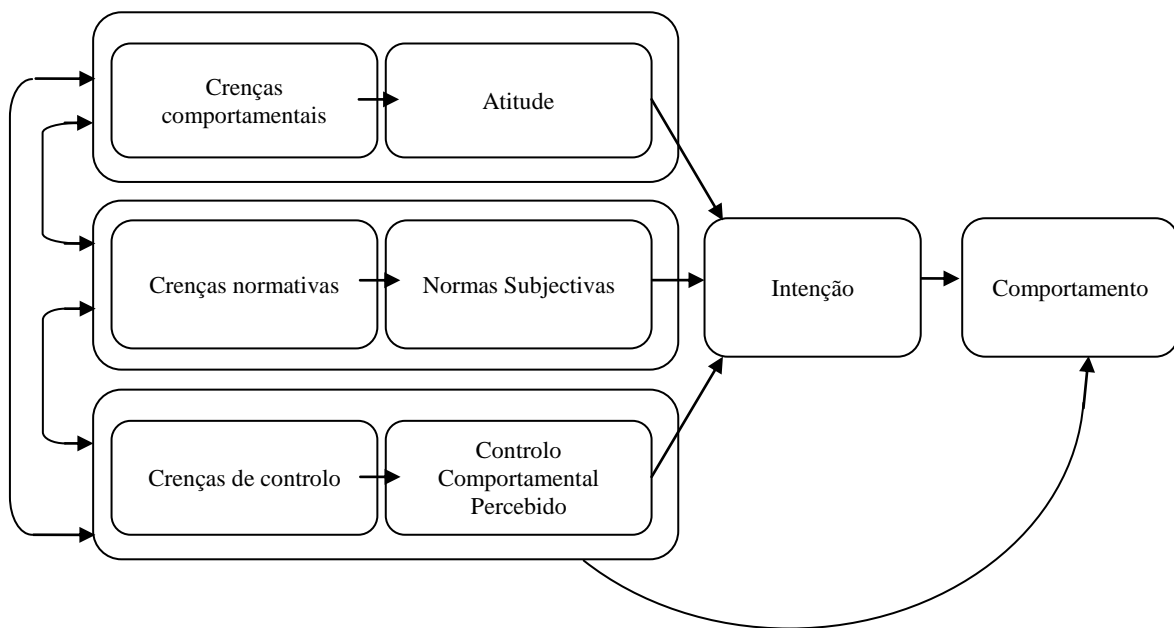 Crenças
comportamentais
Atitude
Crenças normativas
Normas Subjectivas
Intenção
Comportamento
Crenças de controlo
Controlo
Comportamental
Percebido